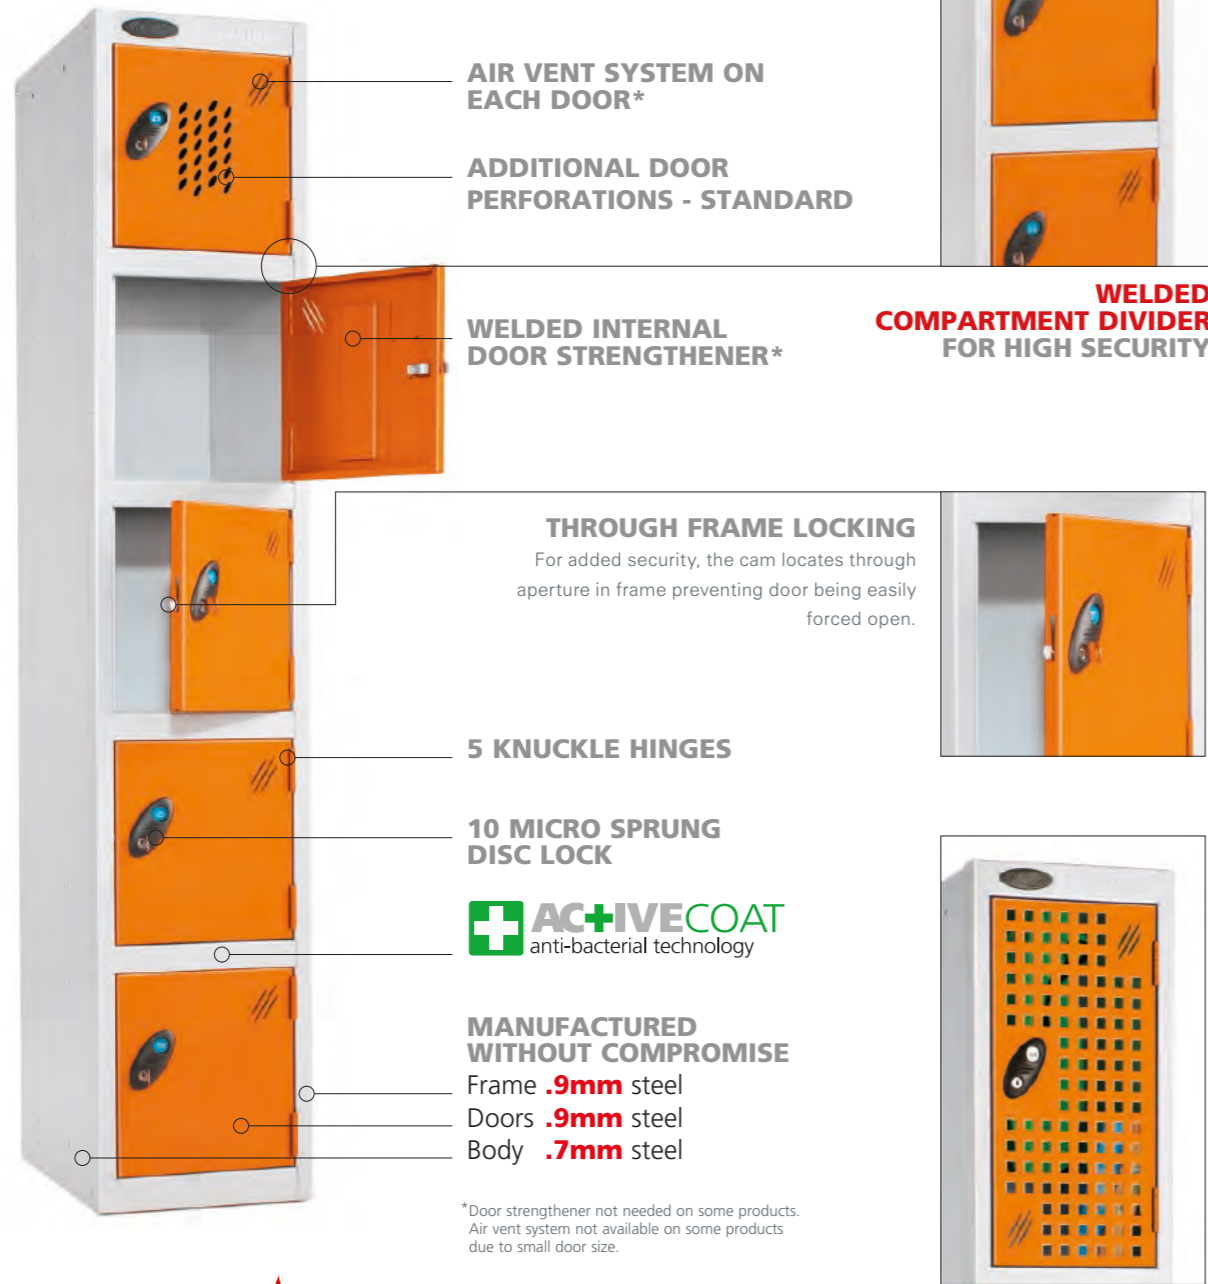 AIR VENT SYSTEM ON
EACH DOOR*
ADDITIONAL DOOR
PERFORATIONS - STANDARD
WELDED INTERNAL
DOOR STRENGTHENER*
WELDED
COMPARTMENT DIVIDER
FOR HIGH SECURITY
THROUGH FRAME LOCKING
For added security, the cam locates through
aperture in frame preventing door being easily
forced open.
5 KNUCKLE HINGES
10 MICRO SPRUNG
DISC LOCK
AC+IVECOAT
anti-bacterial technology
MANUFACTURED
WITHOUT COMPROMISE
Frame .9mm steel
Doors .9mm steel
Body .7mm steel
*Door strengthener not needed on some products.
Air vent system not available on some products
due to small door size.